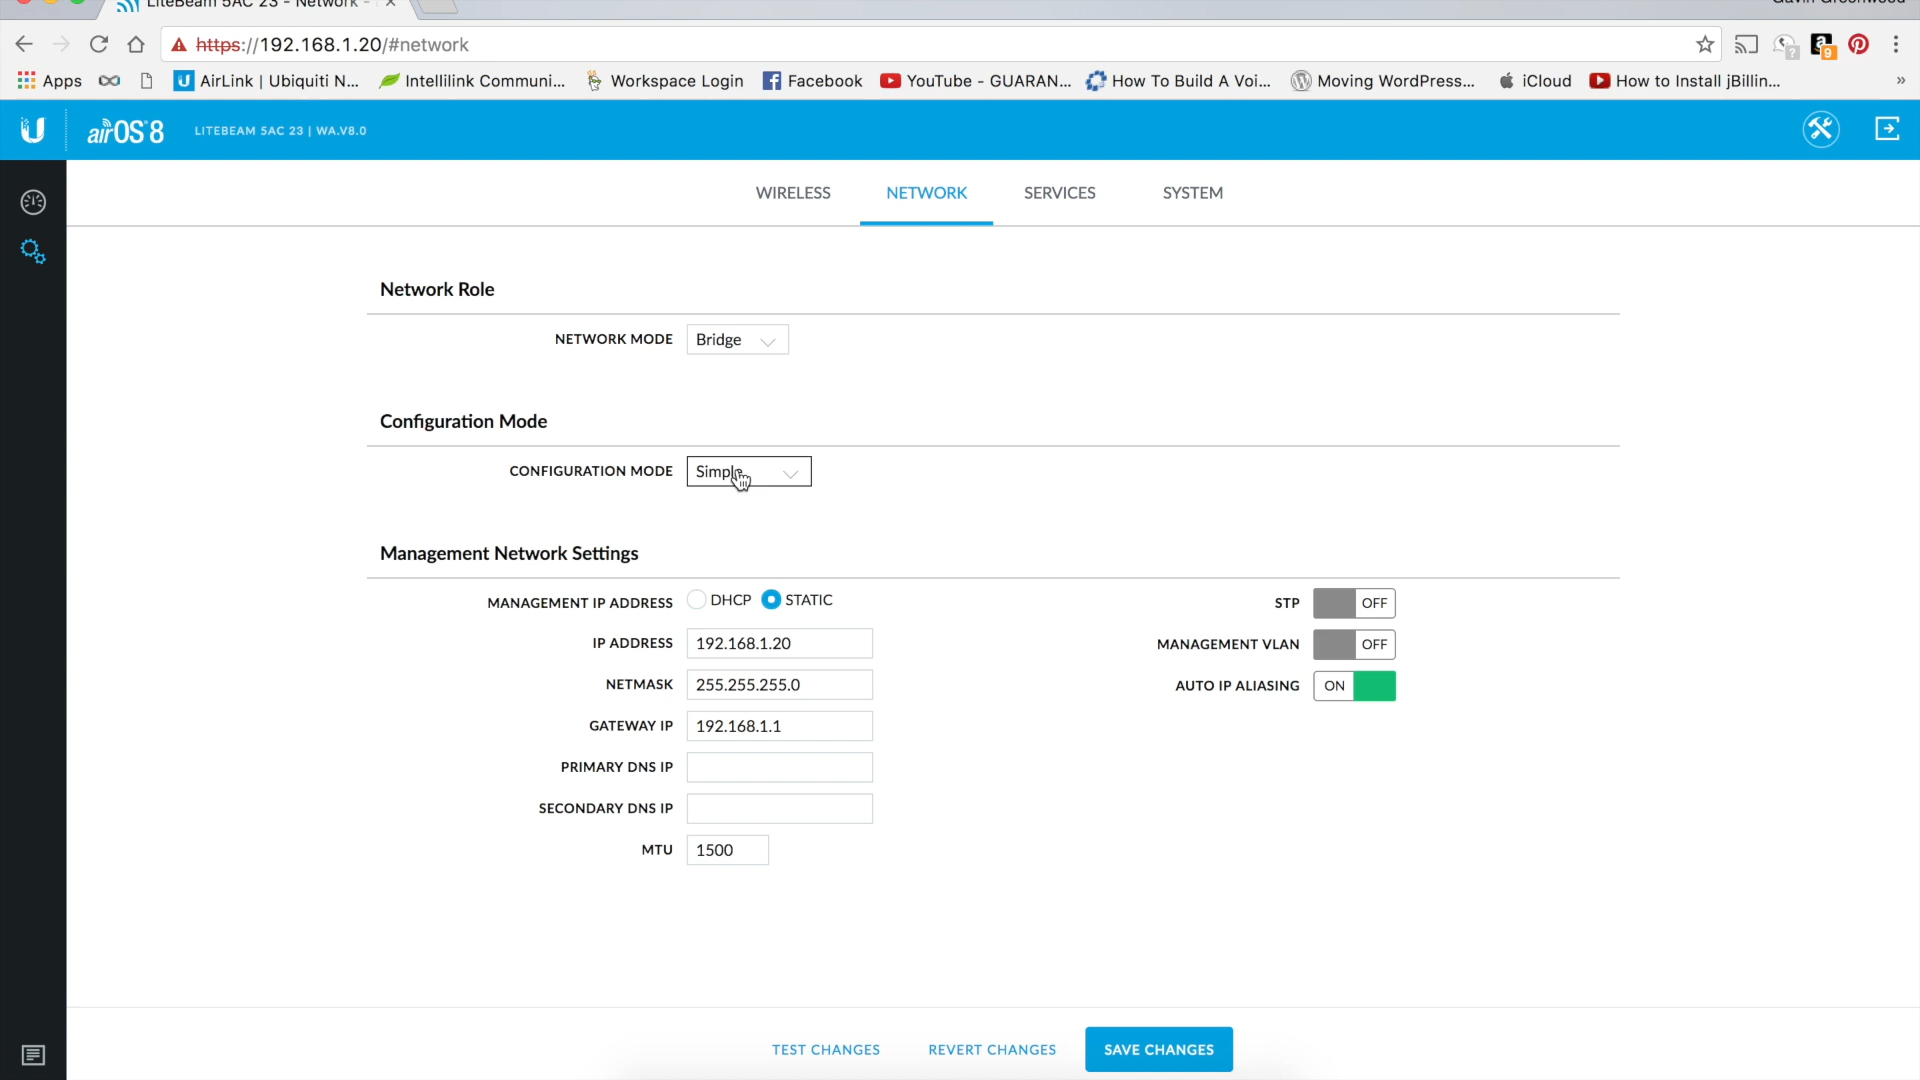 LiteBeam 5AC 23 - Network -
Gavin Greenwood
https://192.168.1.20/#network
Apps AirLink | Ubiquiti N... Intellilink Communi... Workspace Login Facebook YouTube - GUARAN... How To Build A Voi... Moving WordPress... iCloud How to Install jBillin... »
airOS 8 LITEBEAM 5AC 23 | WA.V8.0
WIRELESS NETWORK SERVICES SYSTEM
Network Role
NETWORK MODE Bridge
Configuration Mode
CONFIGURATION MODE Simple
Management Network Settings
MANAGEMENT IP ADDRESS DHCP STATIC STP OFF
IP ADDRESS 192.168.1.20 MANAGEMENT VLAN OFF
NETMASK 255.255.255.0 AUTO IP ALIASING ON
GATEWAY IP 192.168.1.1
PRIMARY DNS IP
SECONDARY DNS IP
MTU 1500
TEST CHANGES REVERT CHANGES SAVE CHANGES